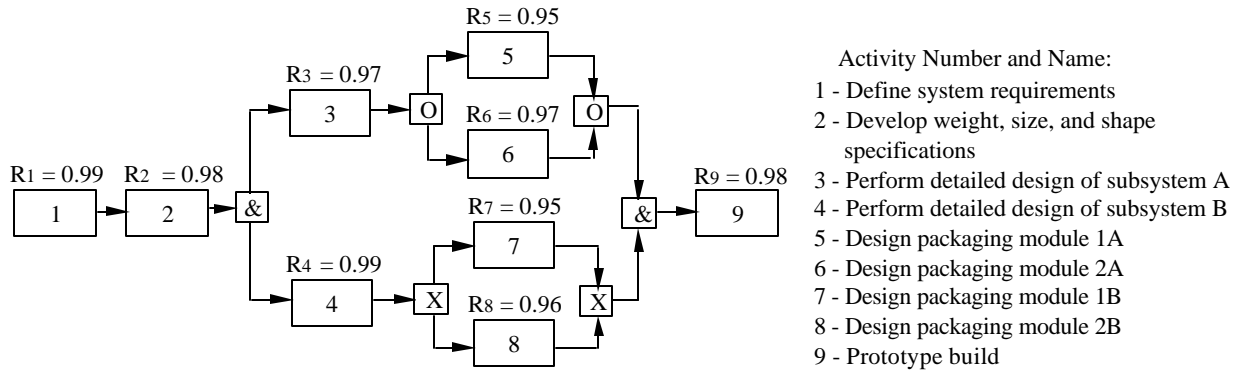 R5 = 0.95
5
R3 = 0.97
3
O
O
R6 = 0.97
6
R1 = 0.99
1
R2 = 0.98
2
&
R7 = 0.95
7
&
R9 = 0.98
9
R4 = 0.99
4
X
X
R8 = 0.96
8
Activity Number and Name:
1 - Define system requirements
2 - Develop weight, size, and shape
specifications
3 - Perform detailed design of subsystem A
4 - Perform detailed design of subsystem B
5 - Design packaging module 1A
6 - Design packaging module 2A
7 - Design packaging module 1B
8 - Design packaging module 2B
9 - Prototype build